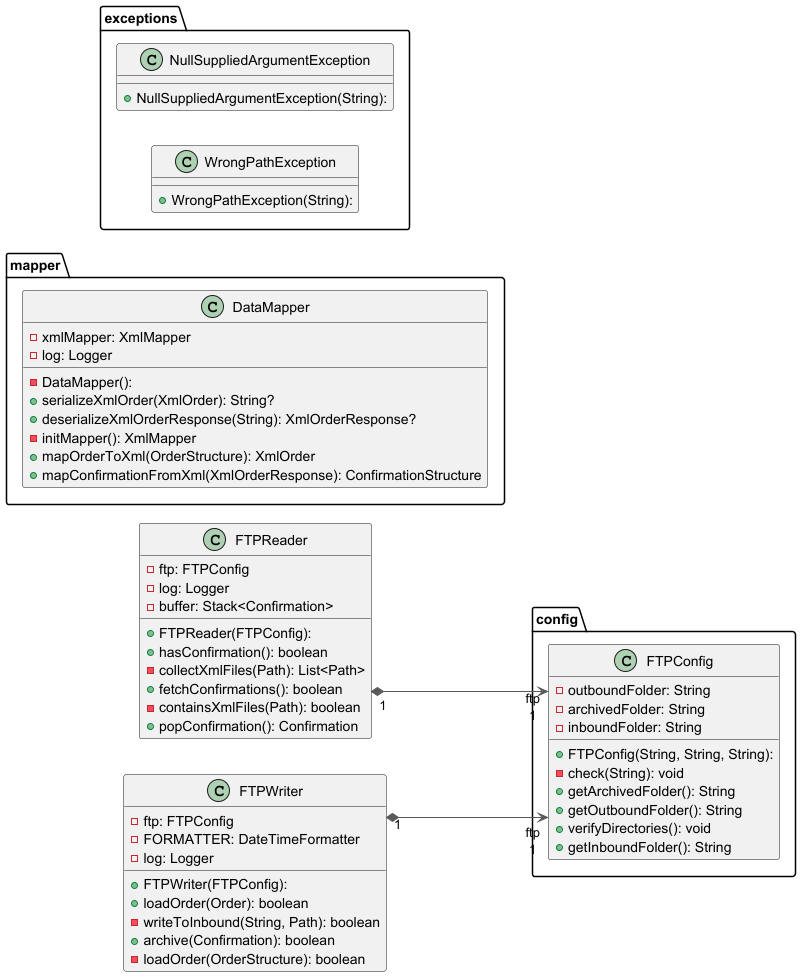 exceptions
C NullSuppliedArgumentException
NullSuppliedArgumentException(String):
C WrongPathException
WrongPathException(String):
mapper
C DataMapper
xmlMapper: XmlMapper
log: Logger
DataMapper():
serializeXmlOrder(XmlOrder): String?
deserializeXmlOrderResponse(String): XmlOrderResponse?
initMapper(): XmlMapper
mapOrderToXml(OrderStructure): XmlOrder
mapConfirmationFromXml(XmlOrderResponse): ConfirmationStructure
C FTPReader
ftp: FTPConfig
log: Logger
buffer: Stack<Confirmation>
FTPReader(FTPConfig):
hasConfirmation(): boolean
collectXmlFiles(Path): List<Path>
fetchConfirmations(): boolean
containsXmlFiles(Path): boolean
popConfirmation(): Confirmation
1
ftp
1
config
C FTPConfig
outboundFolder: String
archivedFolder: String
inboundFolder: String
FTPConfig(String, String, String):
check(String): void
getArchivedFolder(): String
getOutboundFolder(): String
verifyDirectories(): void
getInboundFolder(): String
C FTPWriter
ftp: FTPConfig
FORMATTER: DateTimeFormatter
log: Logger
FTPWriter(FTPConfig):
loadOrder(Order): boolean
writeToInbound(String, Path): boolean
archive(Confirmation): boolean
loadOrder(OrderStructure): boolean
1
ftp
1